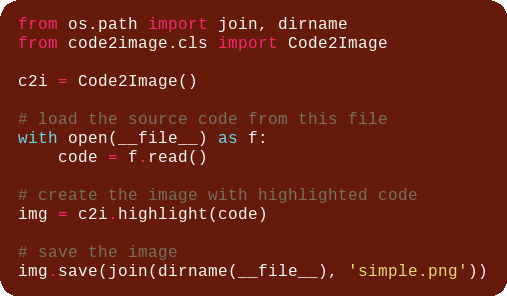 from os.path import join, dirname
from code2image.cls import Code2Image

c2i = Code2Image()

# load the source code from this file
with open(__file__) as f:
    code = f.read()

# create the image with highlighted code
img = c2i.highlight(code)

# save the image
img.save(join(dirname(__file__), 'simple.png'))